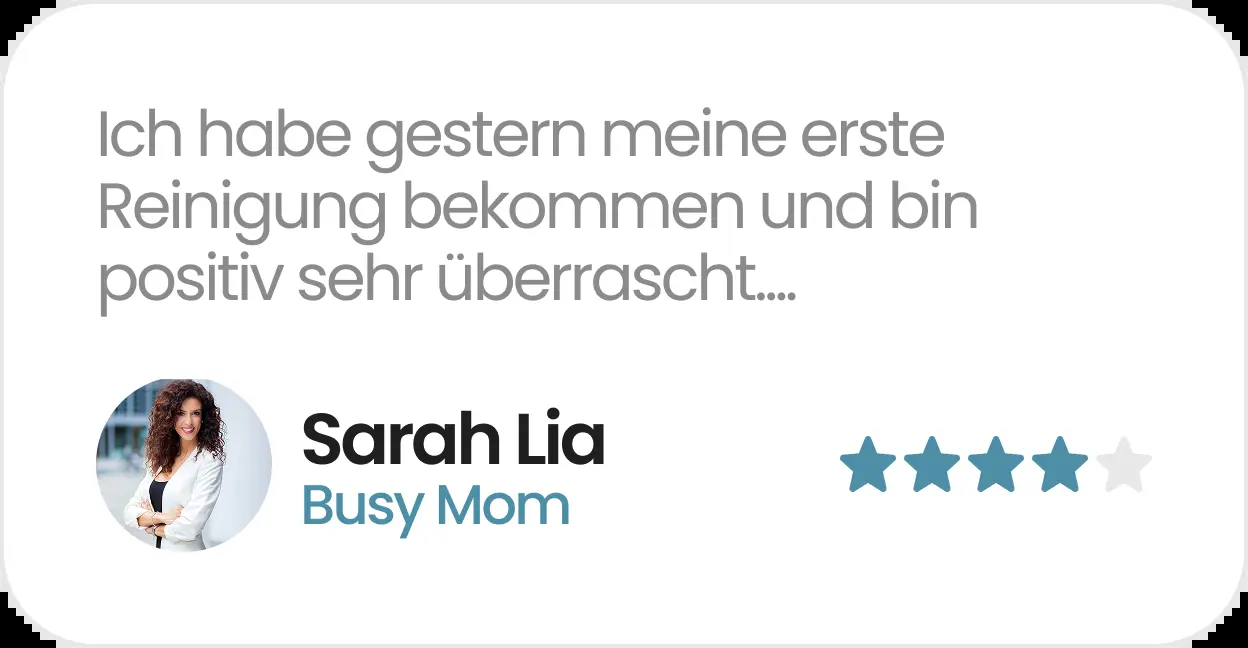 Ich habe gestern meine erste
Reinigung bekommen und bin
positiv sehr überrascht....
Sarah Lia
Busy Mom